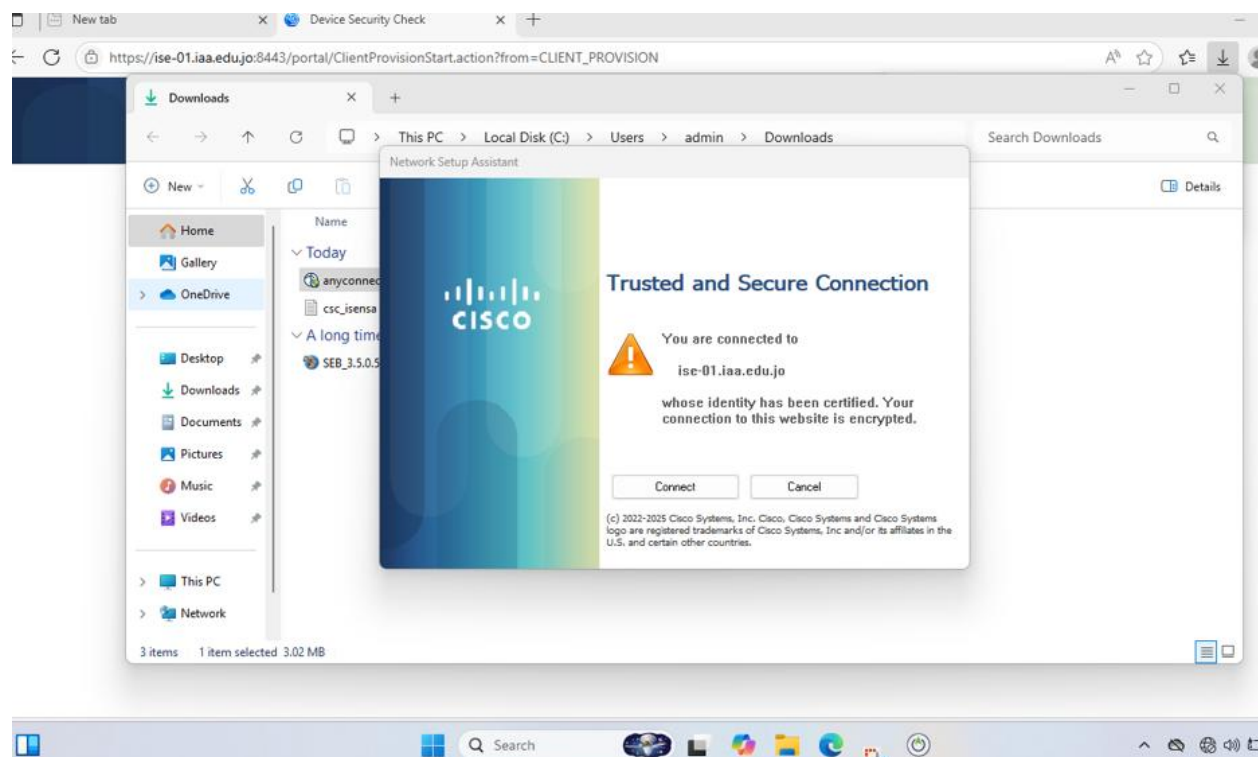 New tab
Device Security Check
https://ise-01.iaa.edu.jo:8443/portal/ClientProvisionStart.action?from=CLIENT_PROVISION
Downloads
This PC > Local Disk (C:) > Users > admin > Downloads
Search Downloads
Network Setup Assistant
New
Details
Name
Home
Today
Gallery
anyconnec
OneDrive
csc_isensa
A long time
Desktop
SEB_3.5.0.5
Downloads
Documents
Pictures
Music
Videos
This PC
Network
CISCO
Trusted and Secure Connection
You are connected to
ise-01.iaa.edu.jo
whose identity has been certified. Your
connection to this website is encrypted.
Connect
Cancel
(c) 2022-2025 Cisco Systems, Inc. Cisco, Cisco Systems and Cisco Systems
logo are registered trademarks of Cisco Systems, Inc and/or its affiliates in the
U.S. and certain other countries.
3 items 1 item selected 3.02 MB
Search